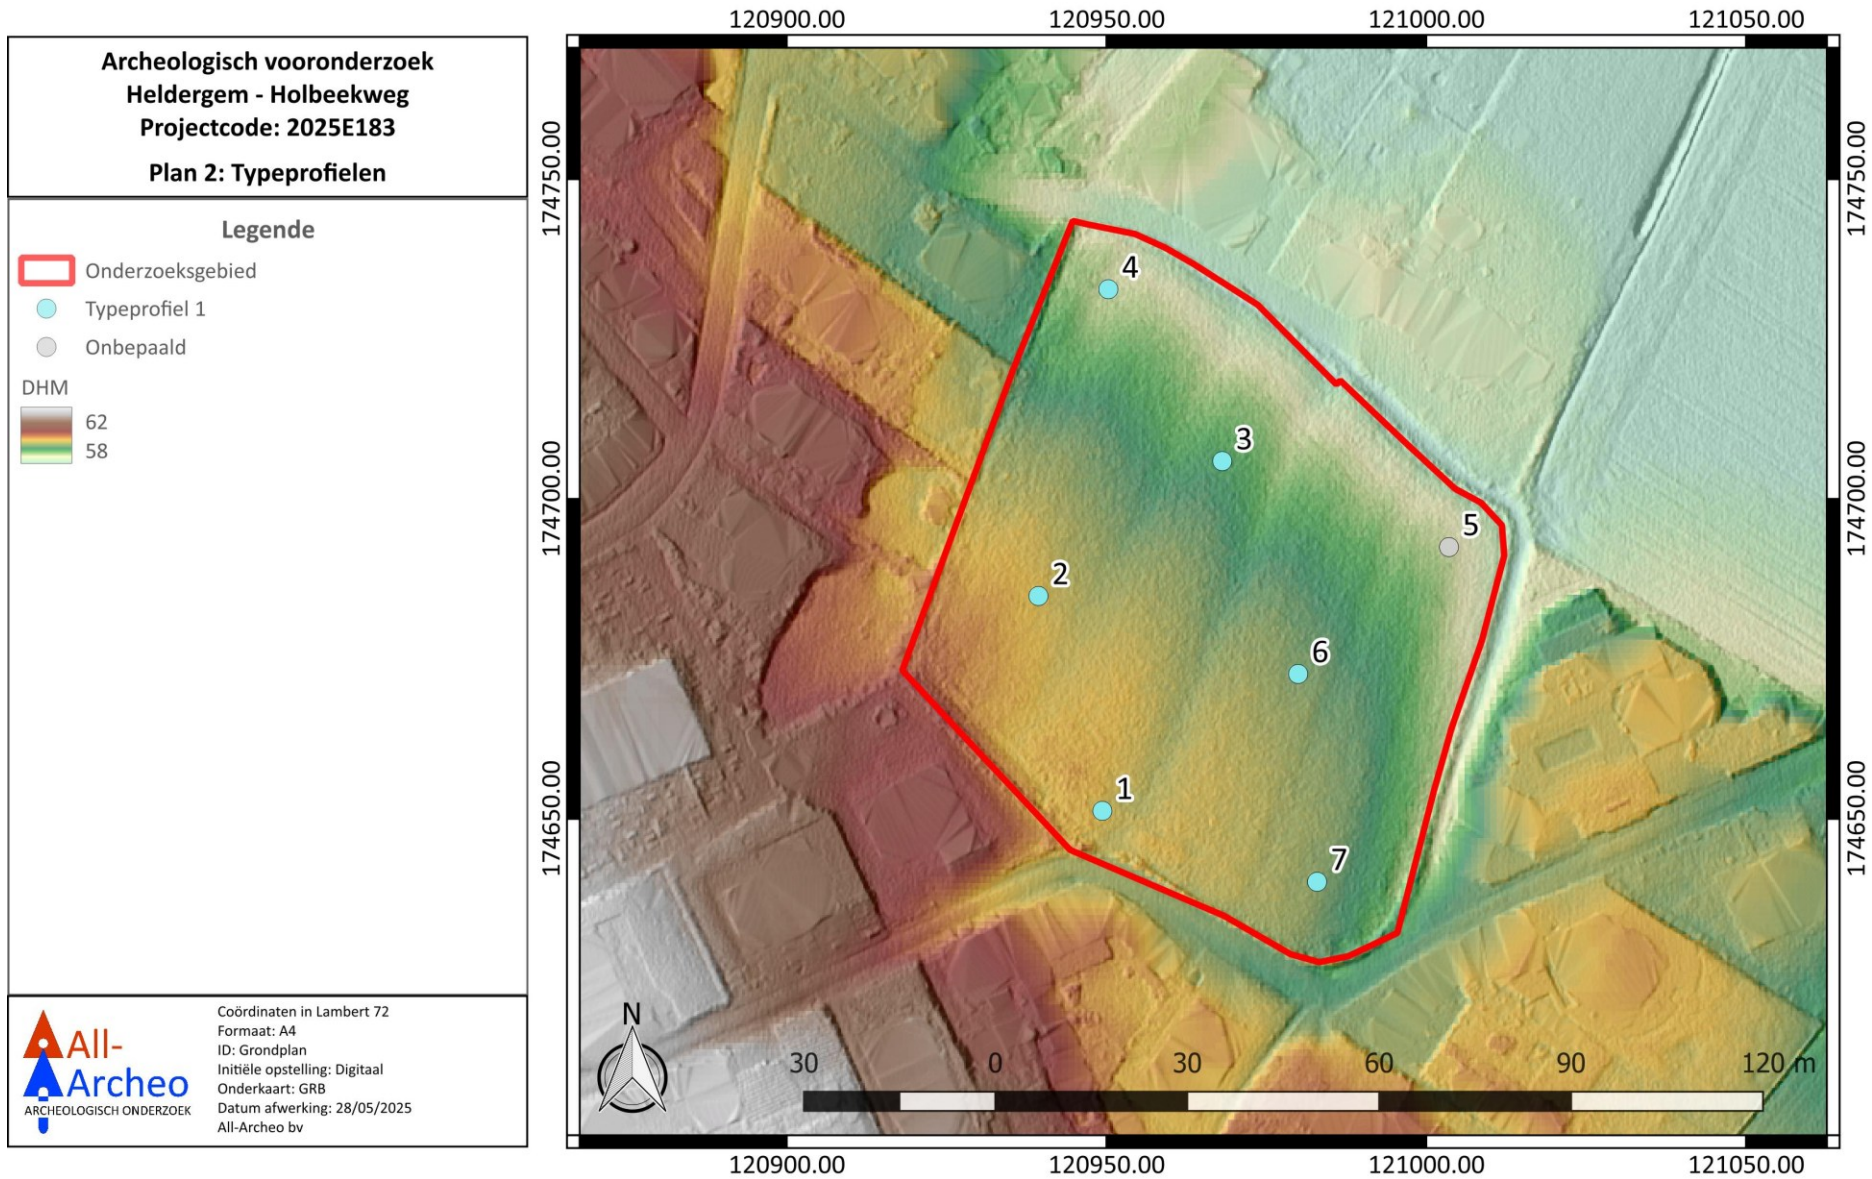 Archeologisch vooronderzoek
Heldergem - Holbeekweg
Projectcode: 2025E183
Plan 2: Typeprofielen
Legende
Onderzoeksgebied
Typeprofiel 1
Onbepaald
DHM
62
58
All-
Archeo
ARCHEOLOGISCH ONDERZOEK
Coördinaten in Lambert 72
Formaat: A4
ID: Grondplan
Initiële opstelling: Digitaal
Onderkaart: GRB
Datum afwerking: 28/05/2025
All-Archeo bv
120900.00 120950.00 121000.00 121050.00
174750.00 174750.00
4
3
174700.00 174700.00
5
2
6
1
174650.00 174650.00
7
N
30 0 30 60 90 120 m
120900.00 120950.00 121000.00 121050.00